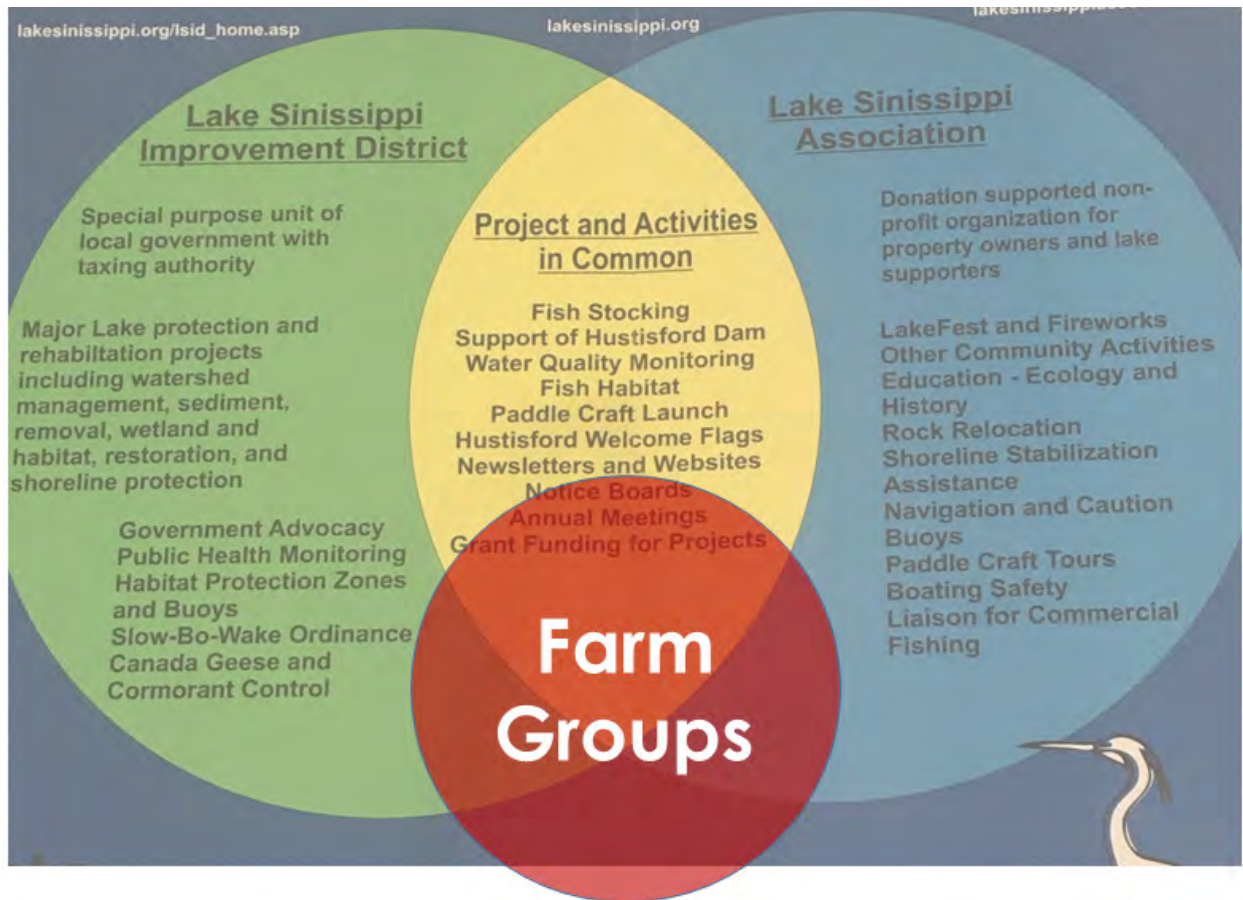 lakesinissippi.org/lsid_home.asp
lakesinissippi.org
Lake Sinissippi
Improvement District
Special purpose unit of
local government with
taxing authority
Major Lake protection and
rehabiltation projects
including watershed
management, sediment,
removal, wetland and
habitat, restoration, and
shoreline protection
Government Advocacy
Public Health Monitoring
Habitat Protection Zones
and Buoys
Slow-Bo-Wake Ordinance
Canada Geese and
Cormorant Control
Project and Activities
in Common
Fish Stocking
Support of Hustisford Dam
Water Quality Monitoring
Fish Habitat
Paddle Craft Launch
Hustisford Welcome Flags
Newsletters and Websites
Notice Boards
Annual Meetings
Grant Funding for Projects
Lake Sinissippi
Association
Donation supported non-
profit organization for
property owners and lake
supporters
LakeFest and Fireworks
Other Community Activities
Education - Ecology and
History
Rock Relocation
Shoreline Stabilization
Assistance
Navigation and Caution
Buoys
Paddle Craft Tours
Boating Safety
Liaison for Commercial
Fishing
Farm
Groups